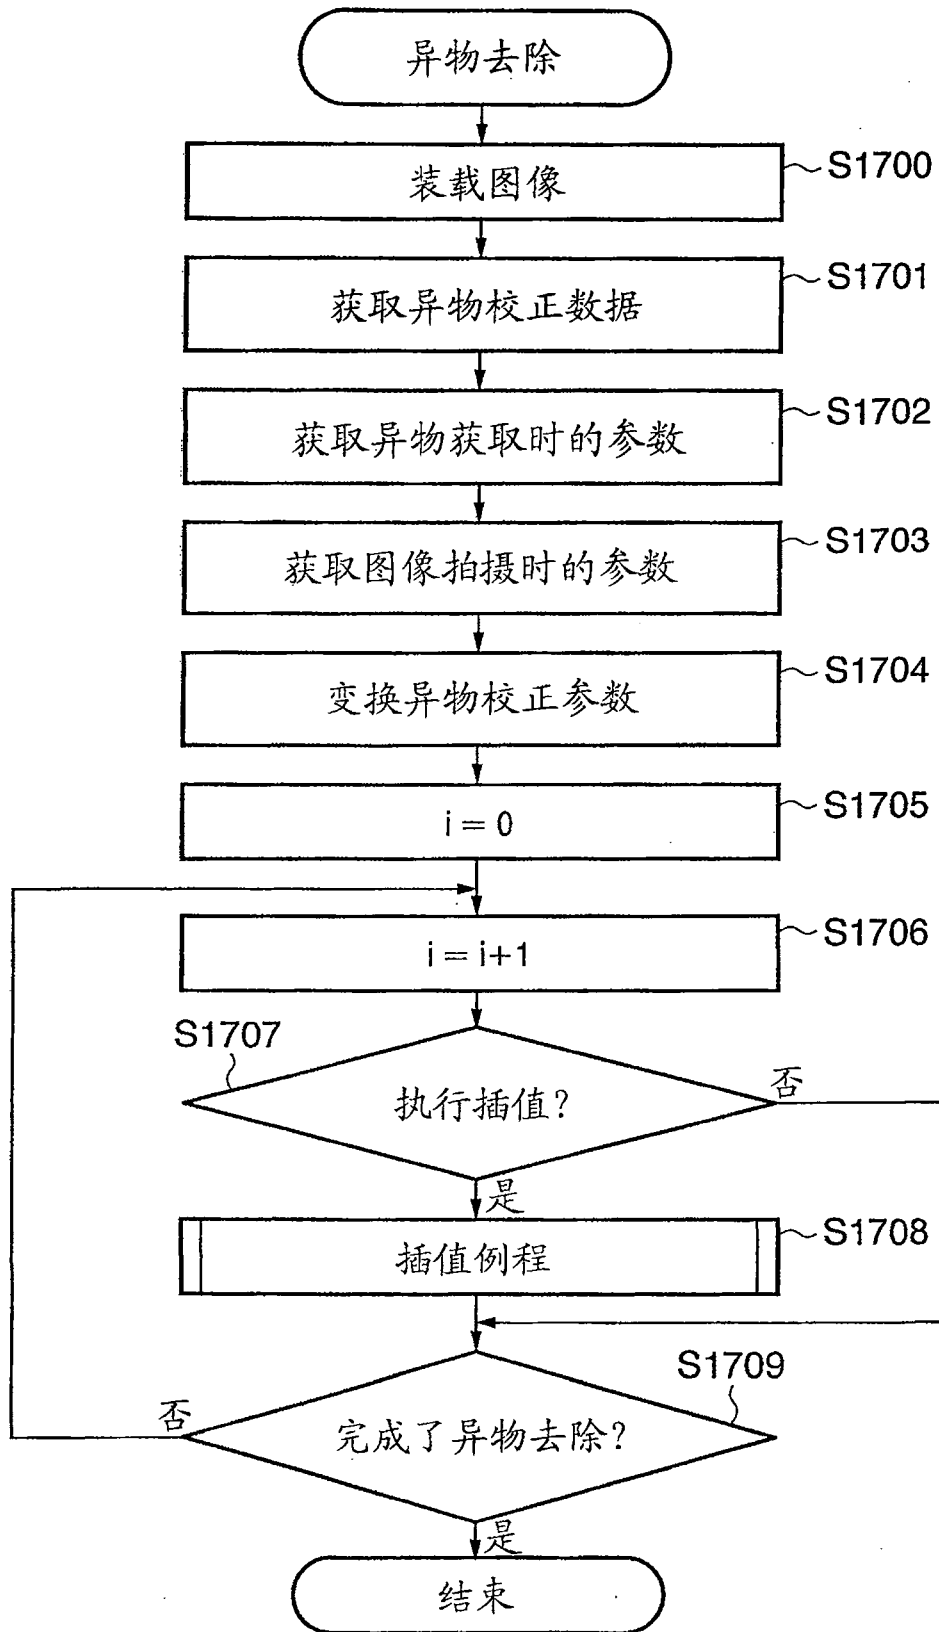 异物去除
装载图像
S1700
获取异物校正数据
S1701
获取异物获取时的参数
S1702
获取图像拍摄时的参数
S1703
变换异物校正参数
S1704
i = 0
S1705
i = i+1
S1706
S1707
执行插值?
否
是
插值例程
S1708
S1709
否
完成了异物去除?
是
结束